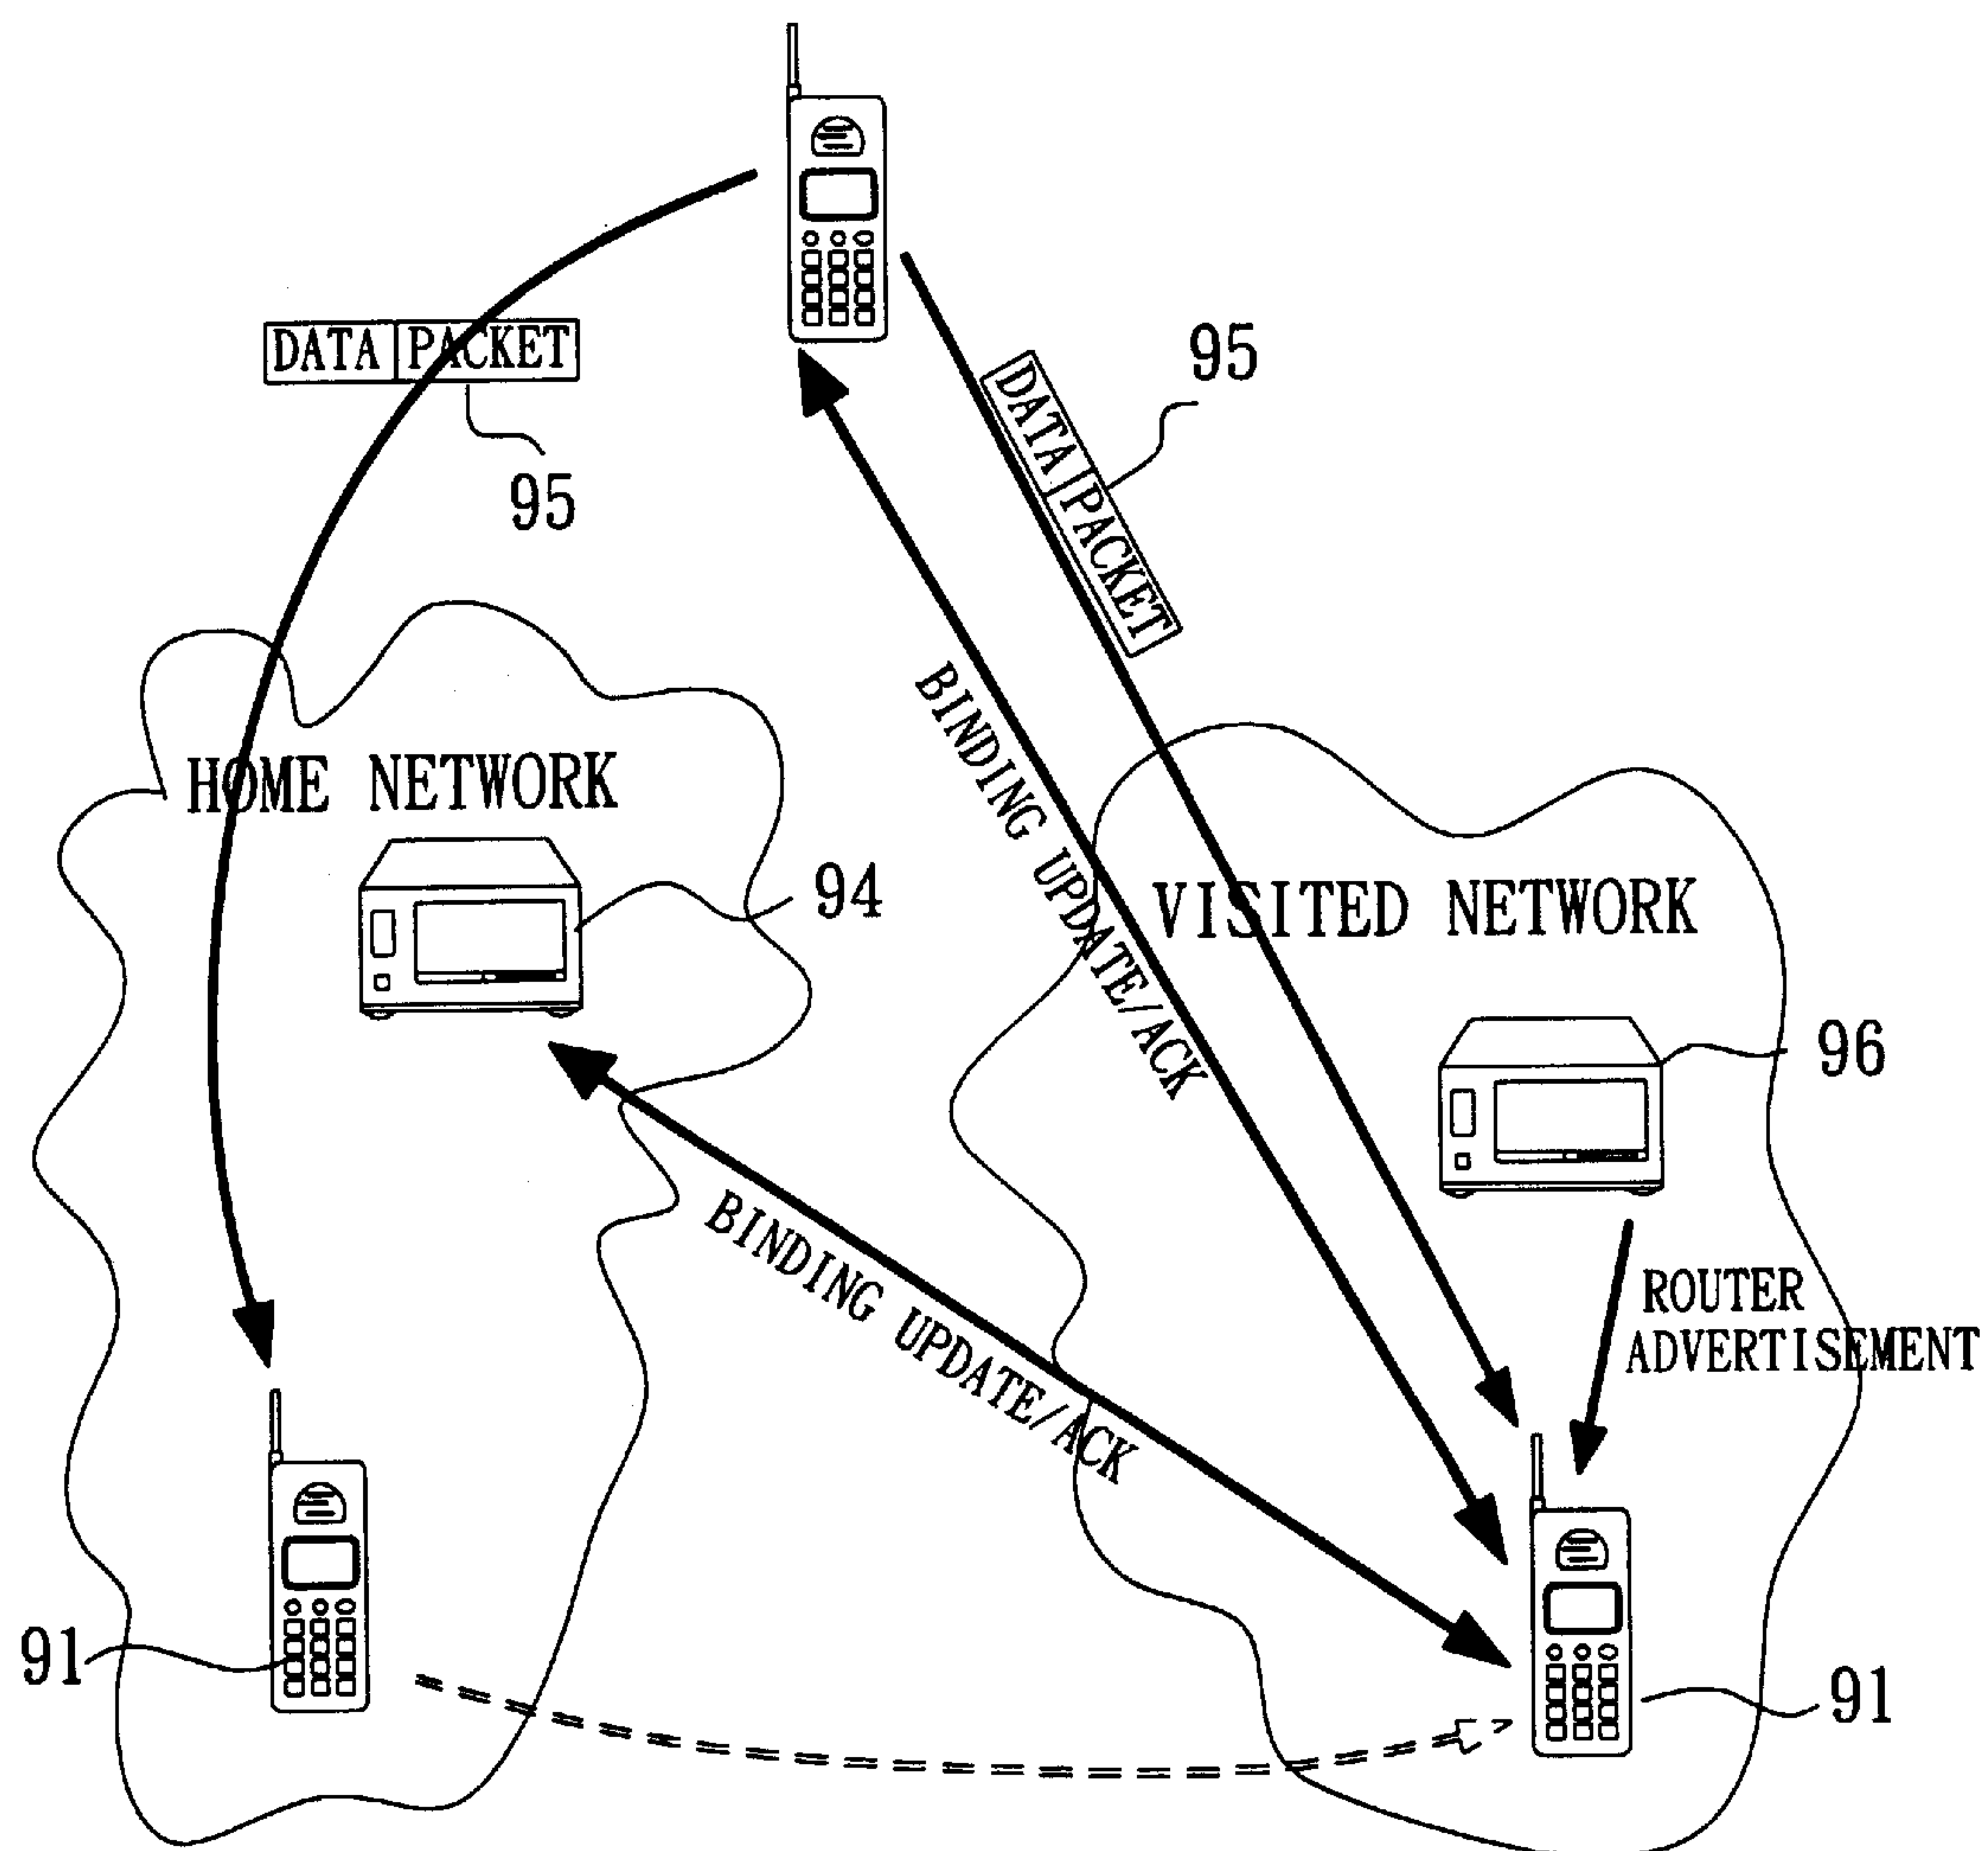 DATA PACKET
95
95
DATA PACKET
HOME NETWORK
94
BINDING UPDATE/ACK
VISITED NETWORK
96
BINDING UPDATE/ACK
ROUTER
ADVERTISEMENT
91
91